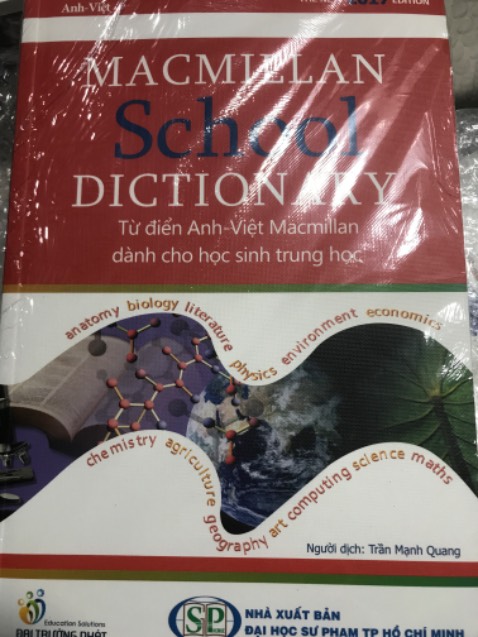 Anh-Việt
2017 EDITION
MACMILLAN
School
DICTIONARY
Từ điển Anh-Việt Macmillan
dành cho học sinh trung học
anatomy biology literature physics environment economics
chemistry agriculture geography art computing science maths
Người dịch: Trần Mạnh Quang
Education Solutions
ĐẠI TRƯỜNG PHÁT
SP
NHÀ XUẤT BẢN
ĐẠI HỌC SƯ PHẠM TP HỒ CHÍ MINH